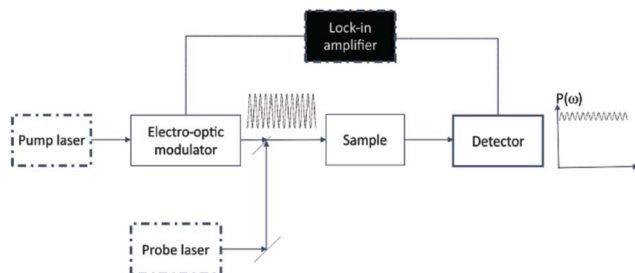 Lock-in
amplifier
P(ω)
Pump laser
Electro-optic
modulator
Sample
Detector
Probe laser